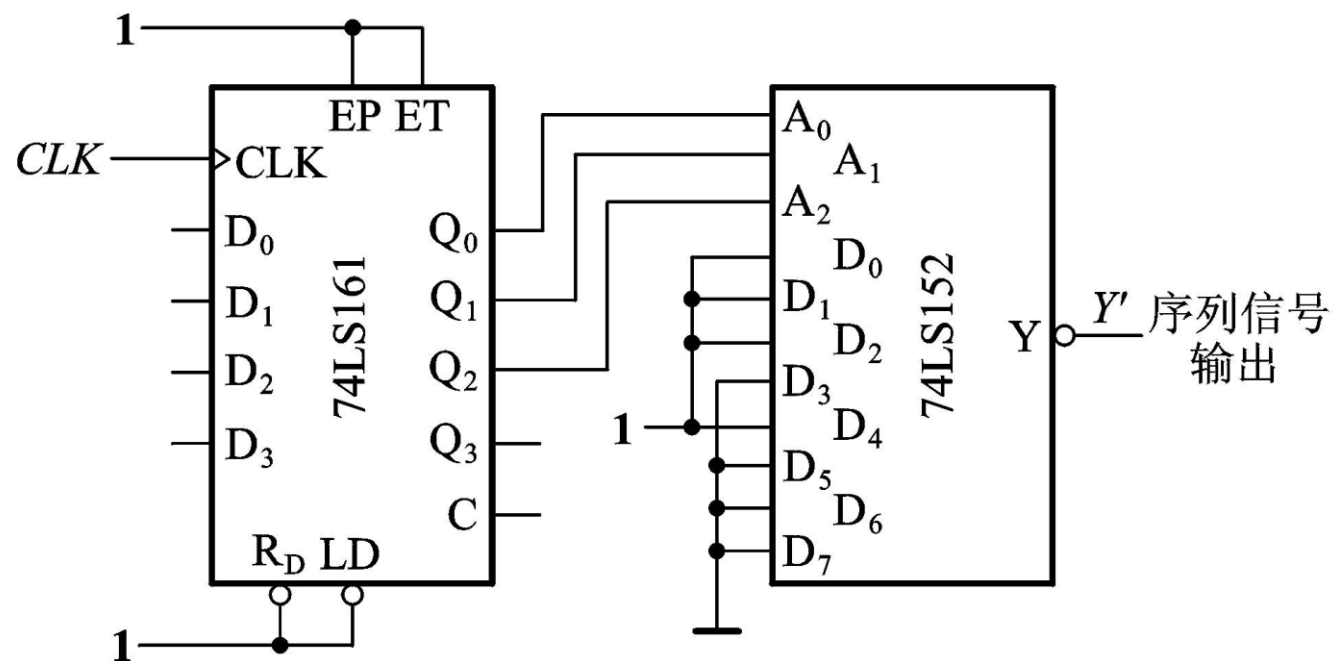 1
EP ET
CLK
CLK
D₀
D₁
D₂
D₃
74LS161
Q₀
Q₁
Q₂
Q₃
C
R_D LD
1
A₀
A₁
A₂
D₀
D₁
D₂
D₃
D₄
D₅
D₆
D₇
1
74LS152
Y
Y' 序列信号
输出